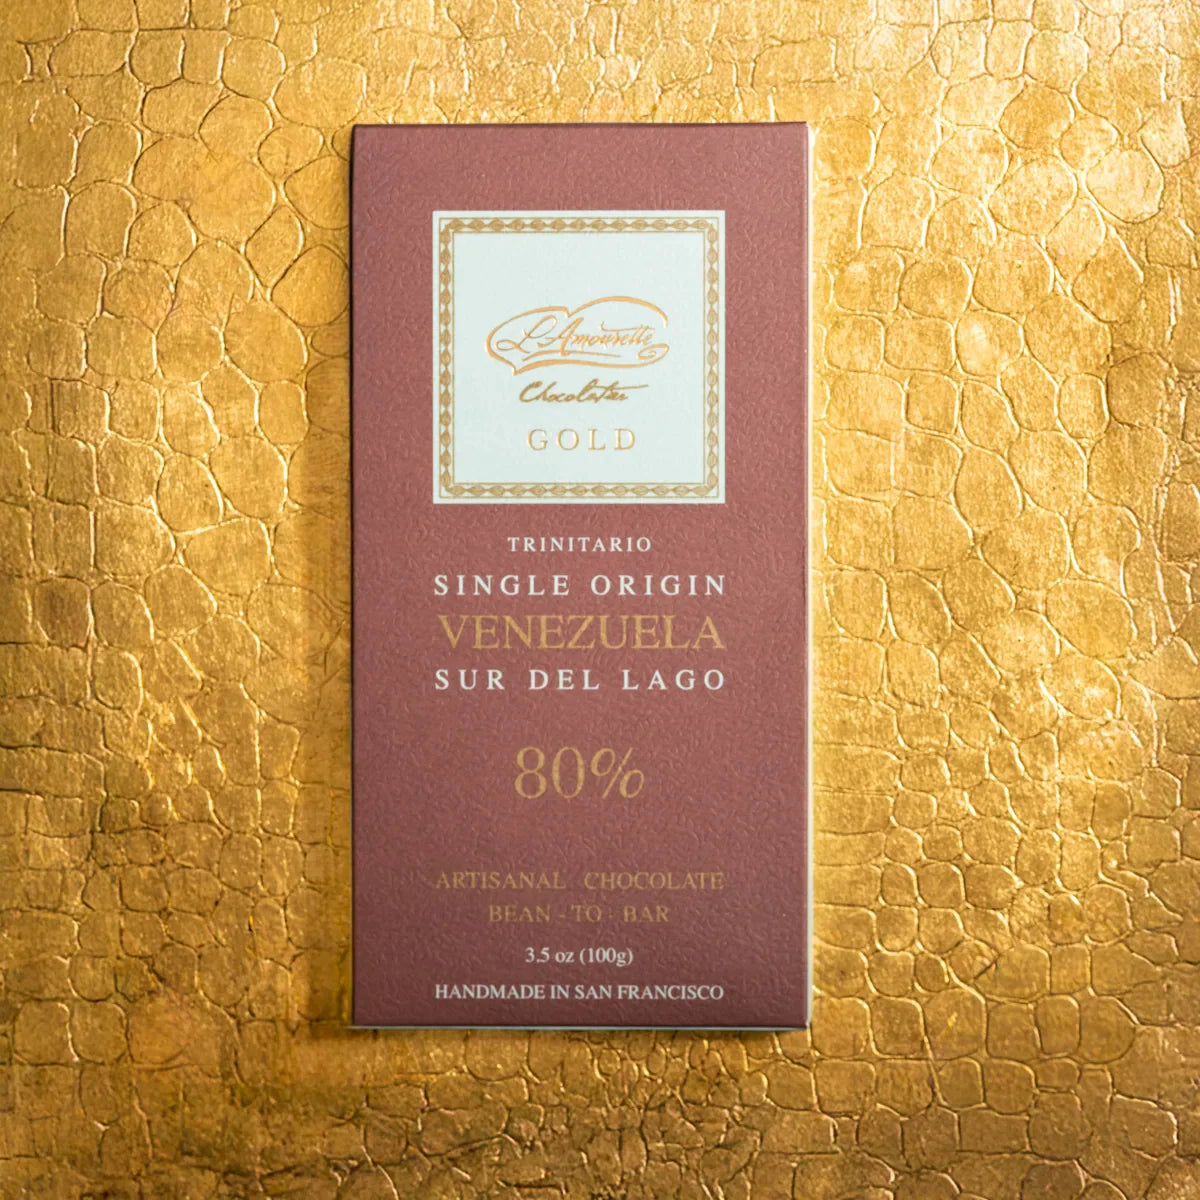 L'Amourette
Chocolatier
GOLD
TRINITARIO
SINGLE ORIGIN
VENEZUELA
SUR DEL LAGO
80%
ARTISANAL CHOCOLATE
BEAN - TO - BAR
3.5 oz (100g)
HANDMADE IN SAN FRANCISCO